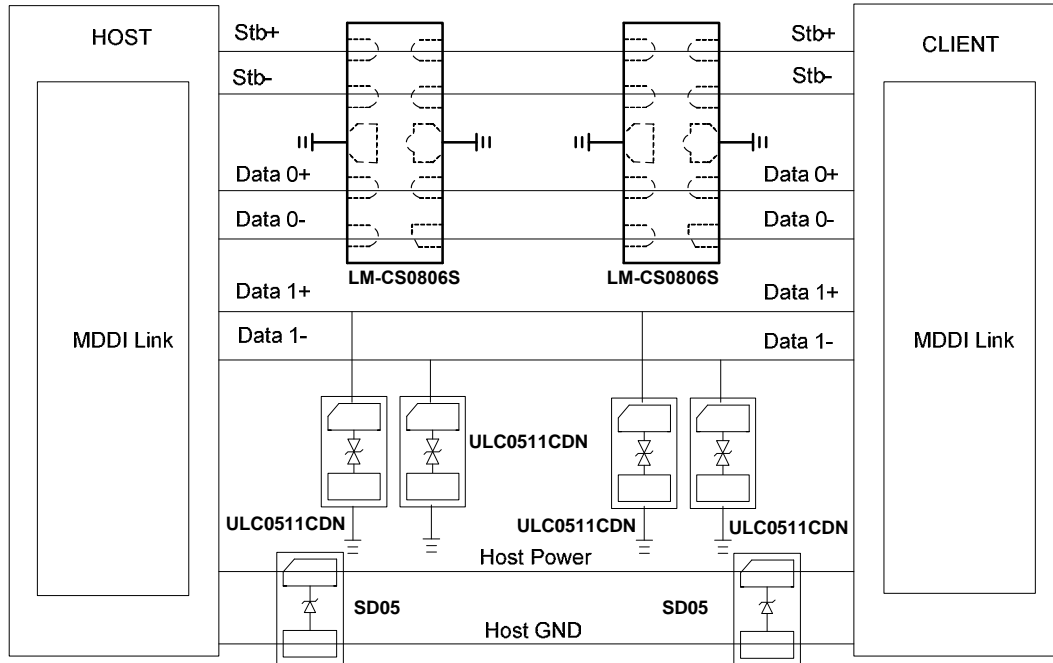 HOST
Stb+
Stb+
CLIENT
Stb-
Stb-
Data 0+
Data 0+
Data 0-
Data 0-
LM-CS0806S
LM-CS0806S
Data 1+
Data 1+
MDDI Link
Data 1-
Data 1-
MDDI Link
ULC0511CDN
ULC0511CDN
ULC0511CDN
ULC0511CDN
Host Power
SD05
SD05
Host GND